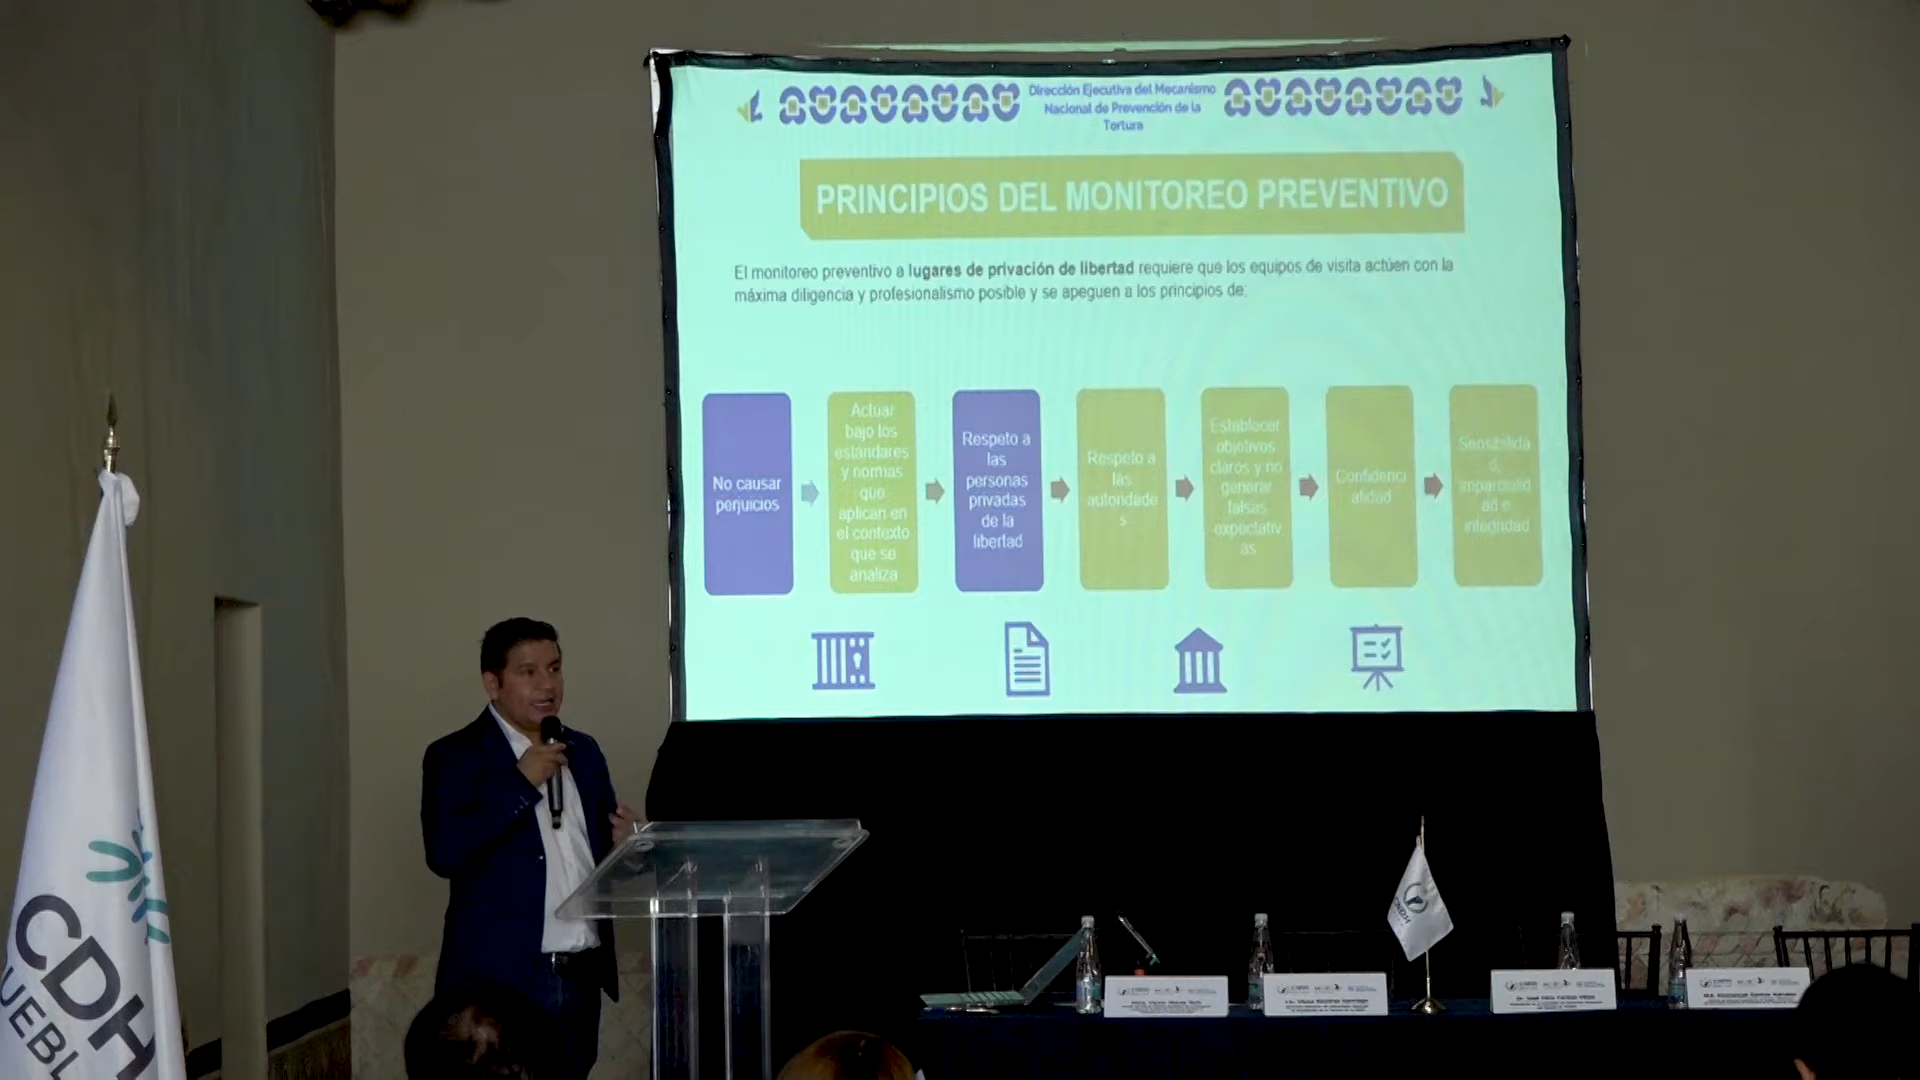 Dirección Ejecutiva del Mecanismo
Nacional de Prevención de la
Tortura
PRINCIPIOS DEL MONITOREO PREVENTIVO
El monitoreo preventivo a lugares de privación de libertad requiere que los equipos de visita actúen con la
máxima diligencia y profesionalismo posible y se apeguen a los principios de:
No causar
perjuicios
Actuar
bajo los
estándares
y normas
que
aplican en
el contexto
que se
analiza
Respeto a
las
personas
privadas
de la
libertad
Respeto a
las
autoridade
s
Establecer
objetivos
claros y no
generar
falsas
expectativ
as
Confidenci
alidad
Sensibilida
d,
imparcialid
ad e
integridad
CDH
PUEBL
CNDH